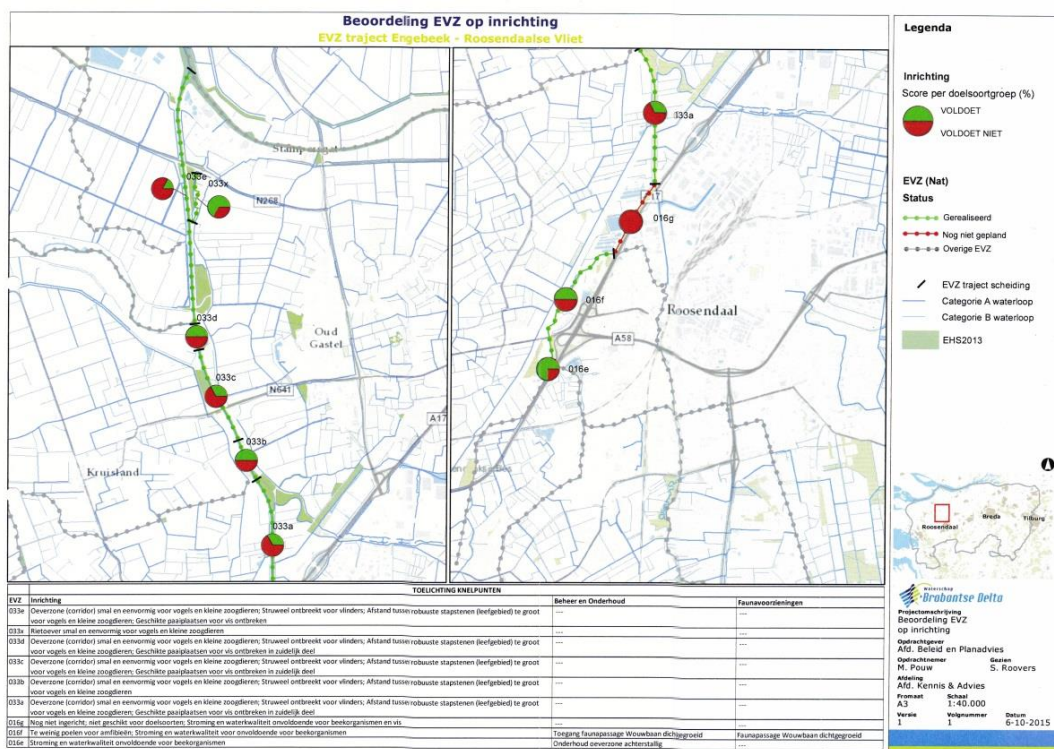 Beoordeling EVZ op inrichting
EVZ traject Engebeek - Roosendaalse Vliet
Stampersgat
033e
033x
N268
033d
Oud
Gastel
033c
N641
A17
033b
Kruisland
033a
033a
17
016g
016f
Roosendaal
A58
016e
Legenda
Inrichting
Score per doelsoortgroep (%)
VOLDOET
VOLDOET NIET
EVZ (Nat)
Status
Gerealiseerd
Nog niet gepland
Overige EVZ
EVZ traject scheiding
Categorie A waterloop
Categorie B waterloop
EHS2013
Roosendaal
Breda
Tilburg
waterschap
Brabantse Delta
Projectomschrijving
Beoordeling EVZ
op inrichting
Opdrachtgever
Afd. Beleid en Planadvies
Opdrachtnemer Gezien
M. Pouw S. Roovers
Afdeling
Afd. Kennis & Advies
Formaat Schaal
A3 1:40.000
Versie Volgnummer Datum
1 1 6-10-2015
TOELICHTING KNELPUNTEN
EVZ Inrichting Beheer en Onderhoud Faunavoorzieningen
033e Oeverzone (corridor) smal en eenvormig voor vogels en kleine zoogdieren; Struweel ontbreekt voor vlinders; Afstand tussen robuuste stapstenen (leefgebied) te groot --- ---
voor vogels en kleine zoogdieren; Geschikte paaiplaatsen voor vis ontbreken
033x Rietoever smal en eenvormig voor vogels en kleine zoogdieren --- ---
033d Oeverzone (corridor) smal en eenvormig voor vogels en kleine zoogdieren; Struweel ontbreekt voor vlinders; Afstand tussen robuuste stapstenen (leefgebied) te groot --- ---
voor vogels en kleine zoogdieren; Geschikte paaiplaatsen voor vis ontbreken in zuidelijk deel
033c Oeverzone (corridor) smal en eenvormig voor vogels en kleine zoogdieren; Struweel ontbreekt voor vlinders; Afstand tussen robuuste stapstenen (leefgebied) te groot --- ---
voor vogels en kleine zoogdieren; Geschikte paaiplaatsen voor vis ontbreken in zuidelijk deel
033b Oeverzone (corridor) smal en eenvormig voor vogels en kleine zoogdieren; Struweel ontbreekt voor vlinders; Afstand tussen robuuste stapstenen (leefgebied) te groot --- ---
voor vogels en kleine zoogdieren
033a Oeverzone (corridor) smal en eenvormig voor vogels en kleine zoogdieren; Struweel ontbreekt voor vlinders; Afstand tussen robuuste stapstenen (leefgebied) te groot --- ---
voor vogels en kleine zoogdieren; Geschikte paaiplaatsen voor vis ontbreken in zuidelijk deel
016g Nog niet ingericht; niet geschikt voor doelsoorten; Stroming en waterkwaliteit onvoldoende voor beekorganismen en vis --- ---
016f Te weinig poelen voor amfibieën; Stroming en waterkwaliteit voor onvoldoende voor beekorganismen Toegang faunapassage Wouwbaan dichtgegroeid Faunapassage Wouwbaan dichtgegroeid
016e Stroming en waterkwaliteit onvoldoende voor beekorganismen Onderhoud oeverzone achterstallig ---